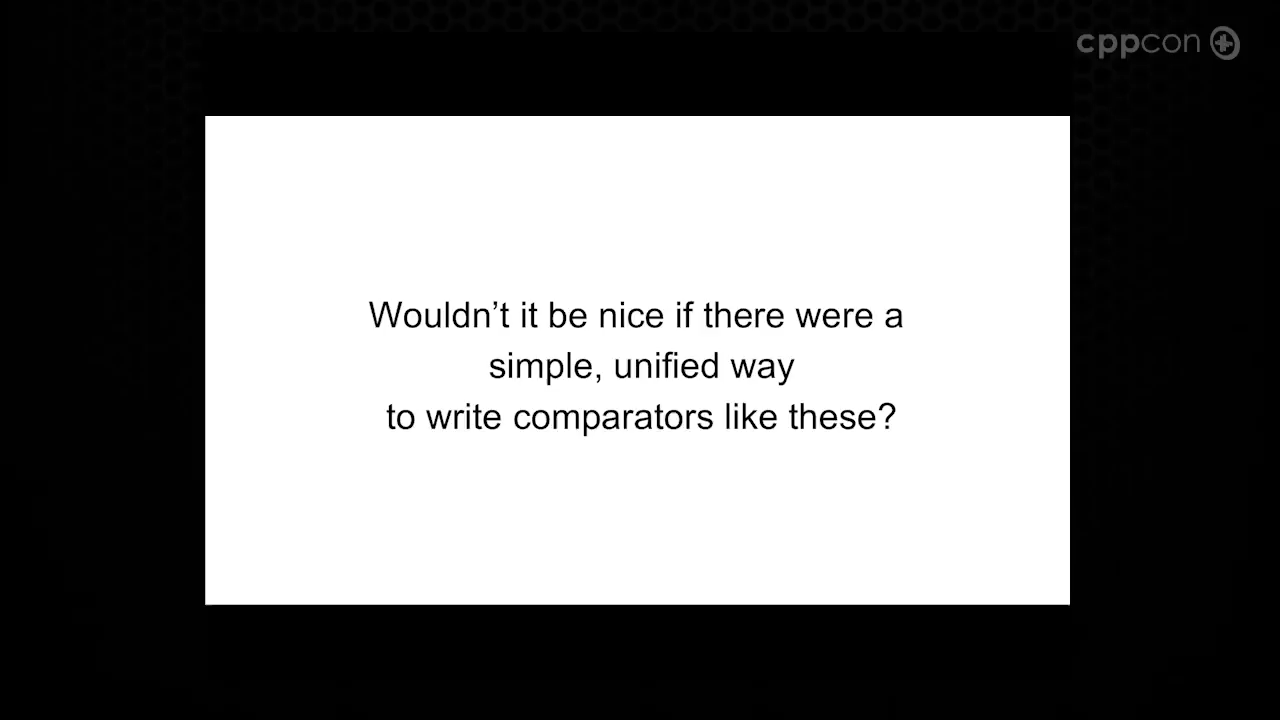 cppcon
Wouldn’t it be nice if there were a
simple, unified way
to write comparators like these?